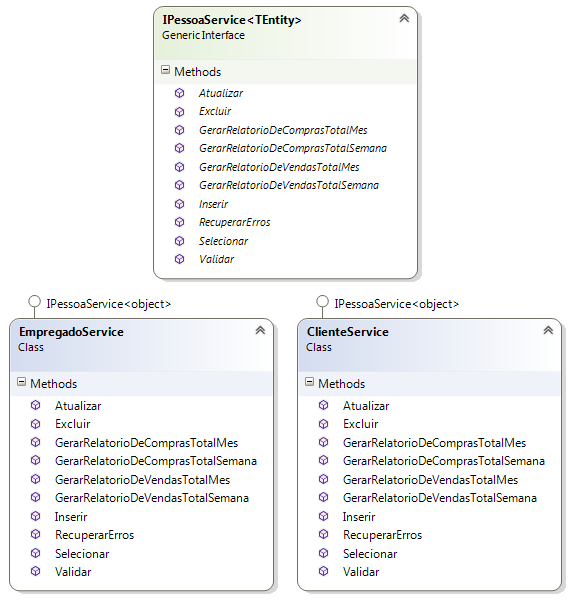 IPessoaService<TEntity>
Generic Interface
Methods
Atualizar
Excluir
GerarRelatorioDeComprasTotalMes
GerarRelatorioDeComprasTotalSemana
GerarRelatorioDeVendasTotalMes
GerarRelatorioDeVendasTotalSemana
Inserir
RecuperarErros
Selecionar
Validar
IPessoaService<object>
EmpregadoService
Class
Methods
Atualizar
Excluir
GerarRelatorioDeComprasTotalMes
GerarRelatorioDeComprasTotalSemana
GerarRelatorioDeVendasTotalMes
GerarRelatorioDeVendasTotalSemana
Inserir
RecuperarErros
Selecionar
Validar
IPessoaService<object>
ClienteService
Class
Methods
Atualizar
Excluir
GerarRelatorioDeComprasTotalMes
GerarRelatorioDeComprasTotalSemana
GerarRelatorioDeVendasTotalMes
GerarRelatorioDeVendasTotalSemana
Inserir
RecuperarErros
Selecionar
Validar